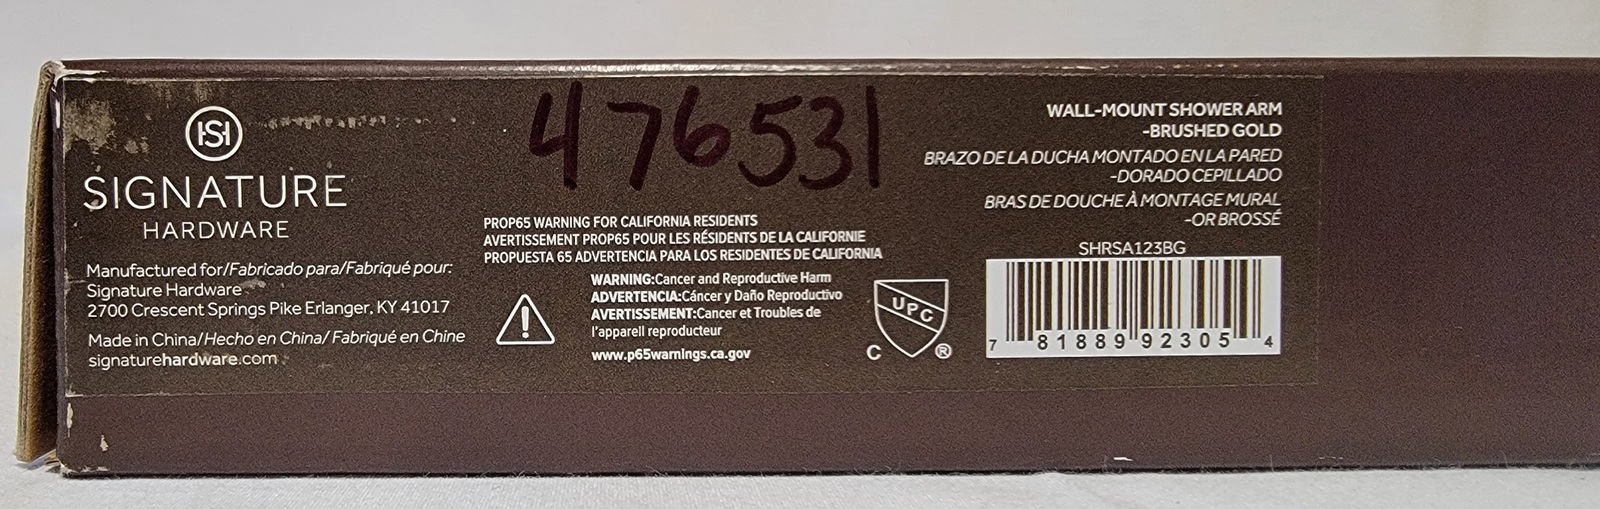 SIGNATURE
HARDWARE
Manufactured for/Fabricado para/Fabriqué pour:
Signature Hardware
2700 Crescent Springs Pike Erlanger, KY 41017
Made in China/Hecho en China/ Fabriqué en Chine
signaturehardware.com
476531
PROP65 WARNING FOR CALIFORNIA RESIDENTS
AVERTISSEMENT PROP65 POUR LES RÉSIDENTS DE LA CALIFORNIE
PROPUESTA 65 ADVERTENCIA PARA LOS RESIDENTES DE CALIFORNIA
WARNING:Cancer and Reproductive Harm
ADVERTENCIA:Cáncer y Daño Reproductivo
AVERTISSEMENT:Cancer et Troubles de
l'appareil reproducteur
www.p65warnings.ca.gov
UPC
C ®
WALL-MOUNT SHOWER ARM
-BRUSHED GOLD
BRAZO DE LA DUCHA MONTADO EN LA PARED
-DORADO CEPILLADO
BRAS DE DOUCHE À MONTAGE MURAL
-OR BROSSÉ
SHRSA123BG
7 81889 92305 4